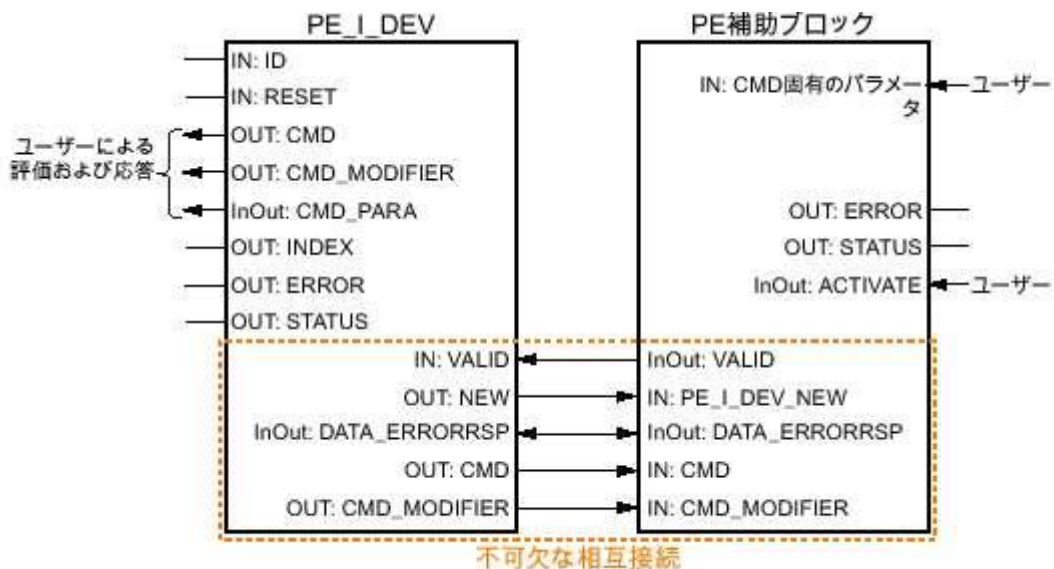 PE_I_DEV
IN: ID
IN: RESET
OUT: CMD
OUT: CMD_MODIFIER
InOut: CMD_PARA
OUT: INDEX
OUT: ERROR
OUT: STATUS
ユーザーによる
評価および応答
IN: VALID
OUT: NEW
InOut: DATA_ERRORRSP
OUT: CMD
OUT: CMD_MODIFIER
PE補助ブロック
IN: CMD固有のパラメー
タ
ユーザー
OUT: ERROR
OUT: STATUS
InOut: ACTIVATE
ユーザー
InOut: VALID
IN: PE_I_DEV_NEW
InOut: DATA_ERRORRSP
IN: CMD
IN: CMD_MODIFIER
不可欠な相互接続